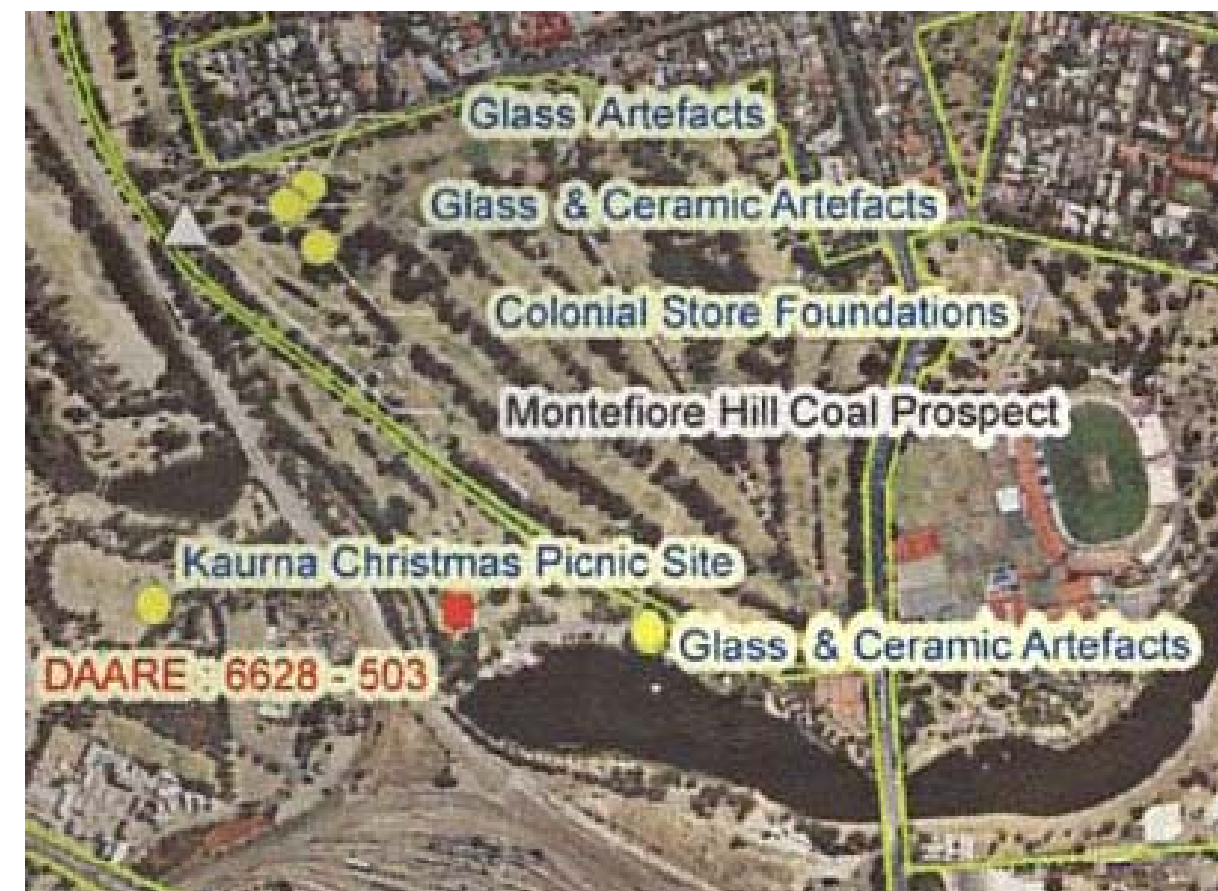 Glass Artefacts
Glass & Ceramic Artefacts
Colonial Store Foundations
Montefiore Hill Coal Prospect
Kaurna Christmas Picnic Site
Glass & Ceramic Artefacts
DAARE : 6628 - 503